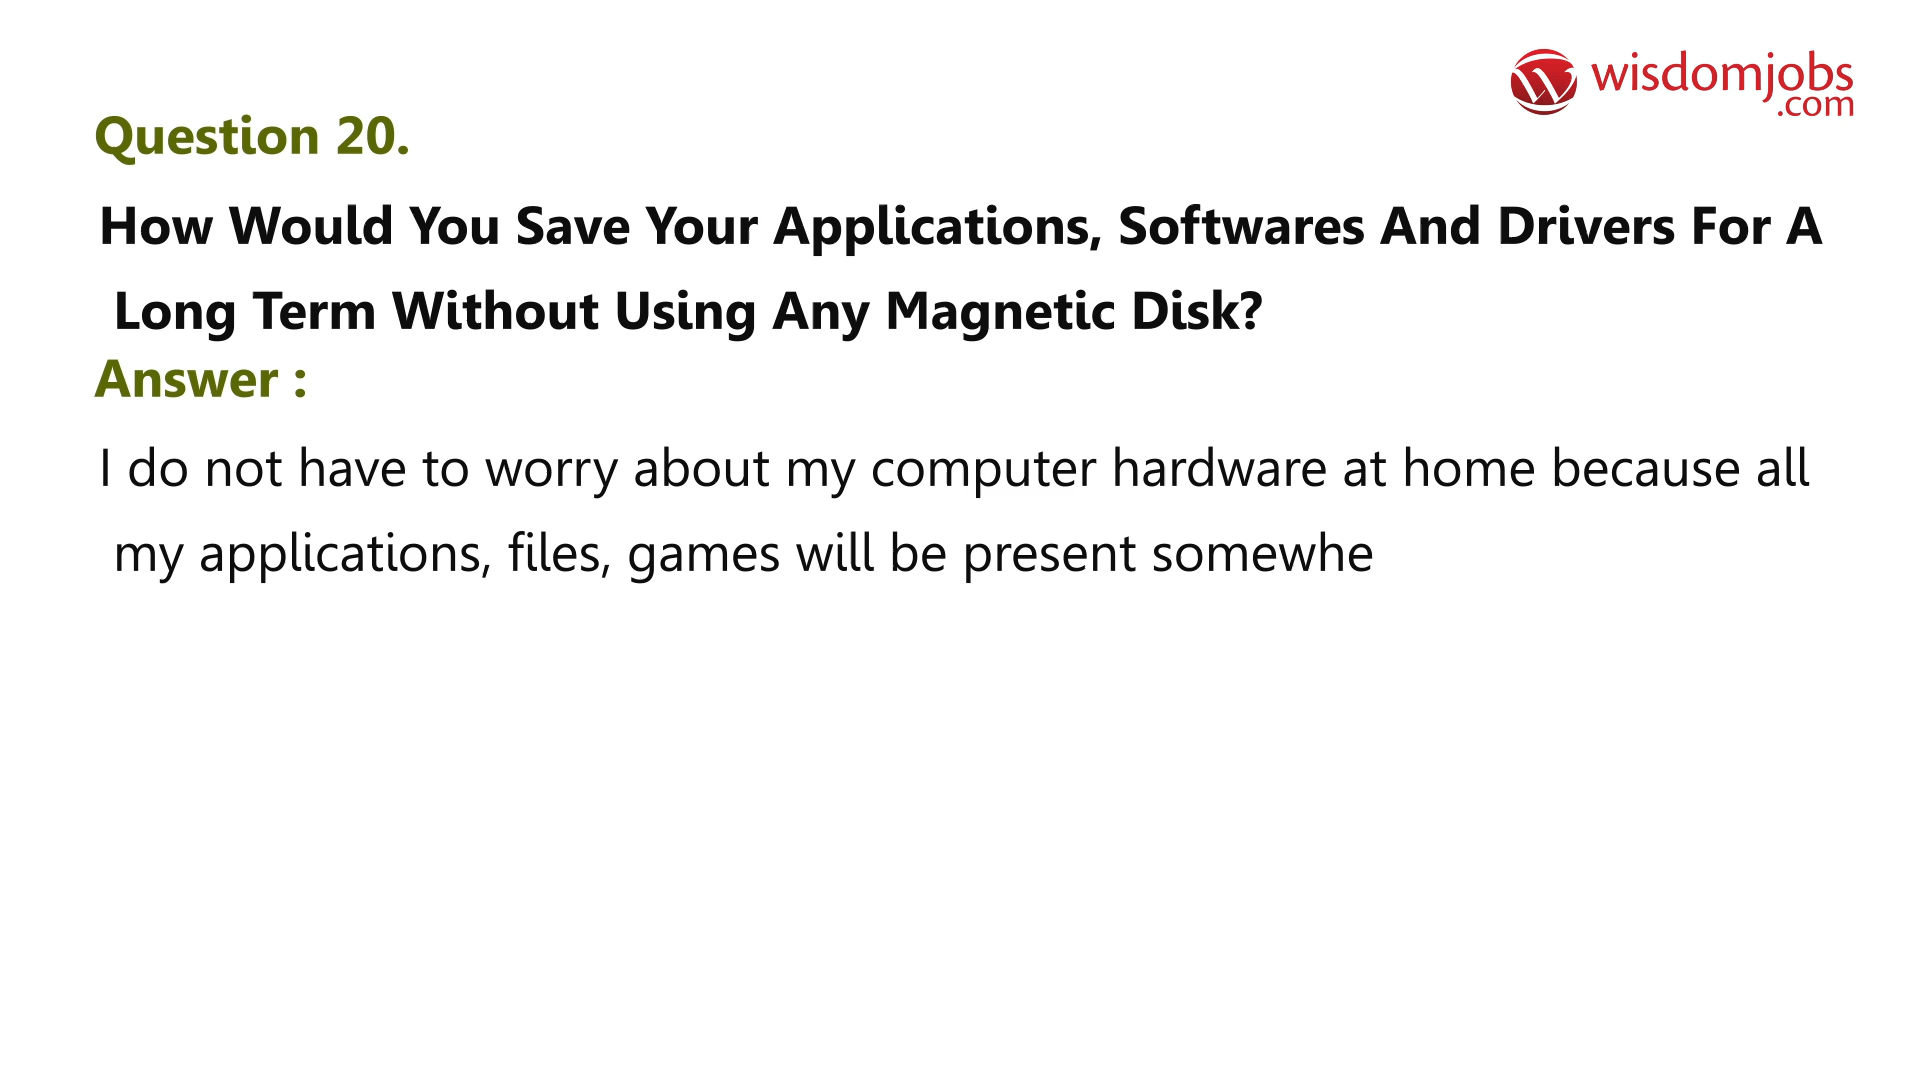 wisdomjobs
.com
Question 20.
How Would You Save Your Applications, Softwares And Drivers For A
Long Term Without Using Any Magnetic Disk?
Answer :
I do not have to worry about my computer hardware at home because all
my applications, files, games will be present somewhe